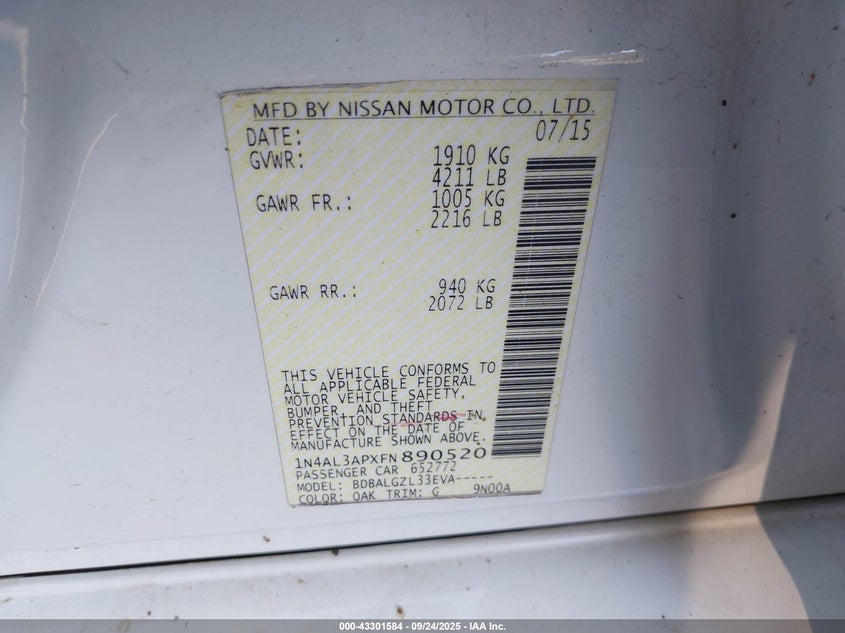 MFD BY NISSAN MOTOR CO., LTD.
DATE: 07/15
GVWR: 1910 KG
4211 LB
GAWR FR.: 1005 KG
2216 LB
GAWR RR.: 940 KG
2072 LB
THIS VEHICLE CONFORMS TO
ALL APPLICABLE FEDERAL
MOTOR VEHICLE SAFETY,
BUMPER, AND THEFT
PREVENTION STANDARDS IN
EFFECT ON THE DATE OF
MANUFACTURE SHOWN ABOVE.
1N4AL3APXFN890520
PASSENGER CAR 652772
MODEL: BDBALGZL33EVA-----
COLOR: QAK TRIM: G 9N00A
000-43301584 - 09/24/2025 - IAA Inc.